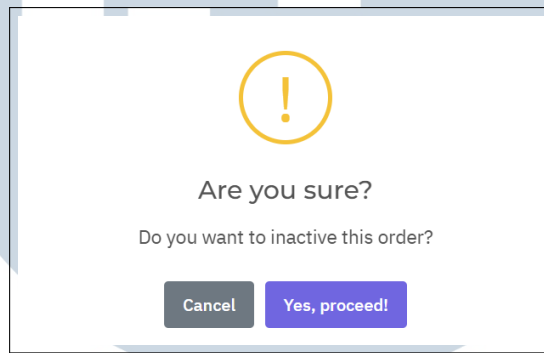 !
Are you sure?
Do you want to inactive this order?
Cancel Yes, proceed!